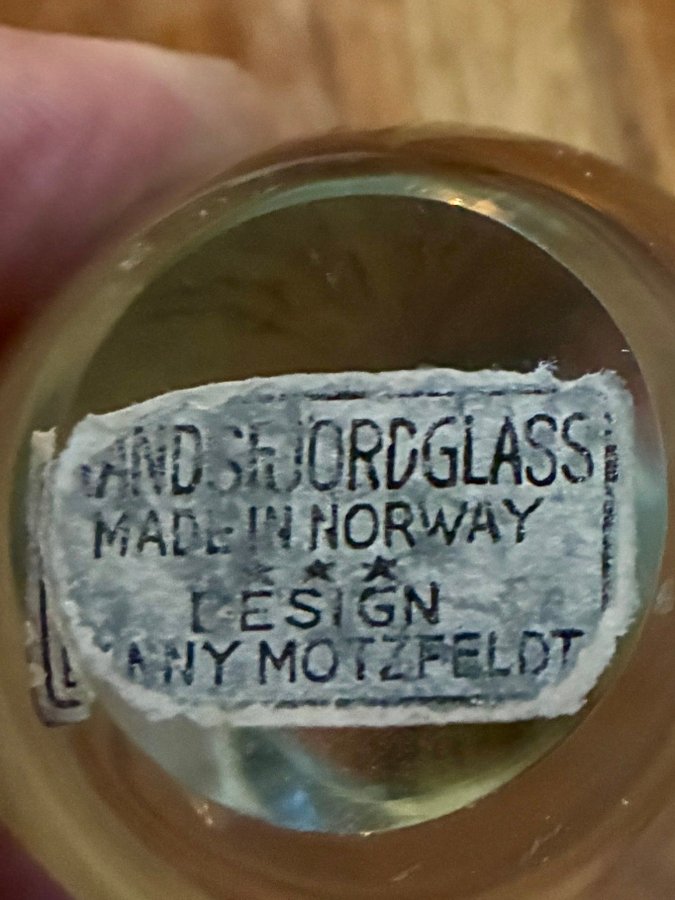 ANDSFJORDGLASS
MADE IN NORWAY
★ ★ ★
DESIGN
MOTZFELDT